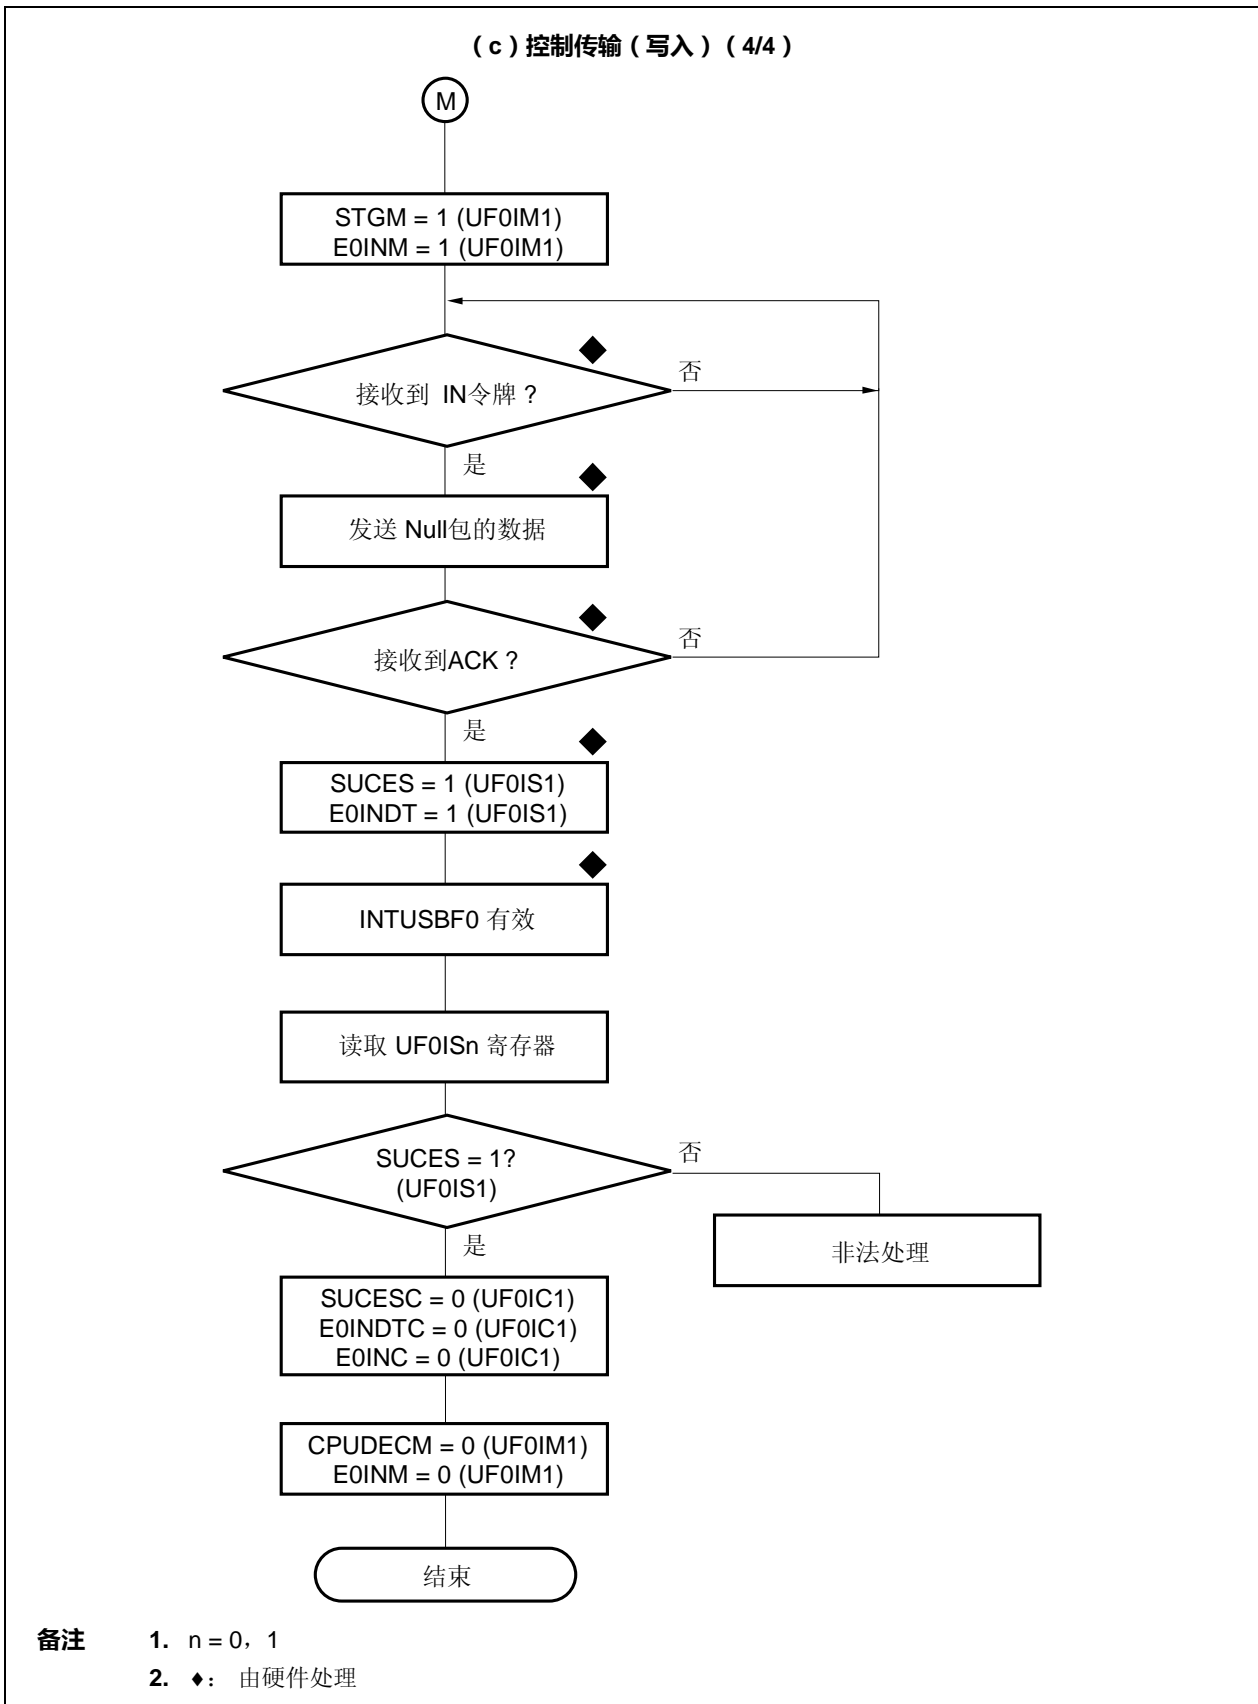 （c）控制传输（写入）（4/4）
M
STGM = 1 (UF0IM1)
E0INM = 1 (UF0IM1)
接收到 IN令牌？
否
是
发送 Null包的数据
接收到ACK？
否
是
SUCES = 1 (UF0IS1)
E0INDT = 1 (UF0IS1)
INTUSBF0 有效
读取 UF0ISn 寄存器
SUCES = 1?
(UF0IS1)
否
是
非法处理
SUCESC = 0 (UF0IC1)
E0INDTC = 0 (UF0IC1)
E0INC = 0 (UF0IC1)
CPUDECM = 0 (UF0IM1)
E0INM = 0 (UF0IM1)
结束
备注 1. n = 0，1
2. ♦： 由硬件处理